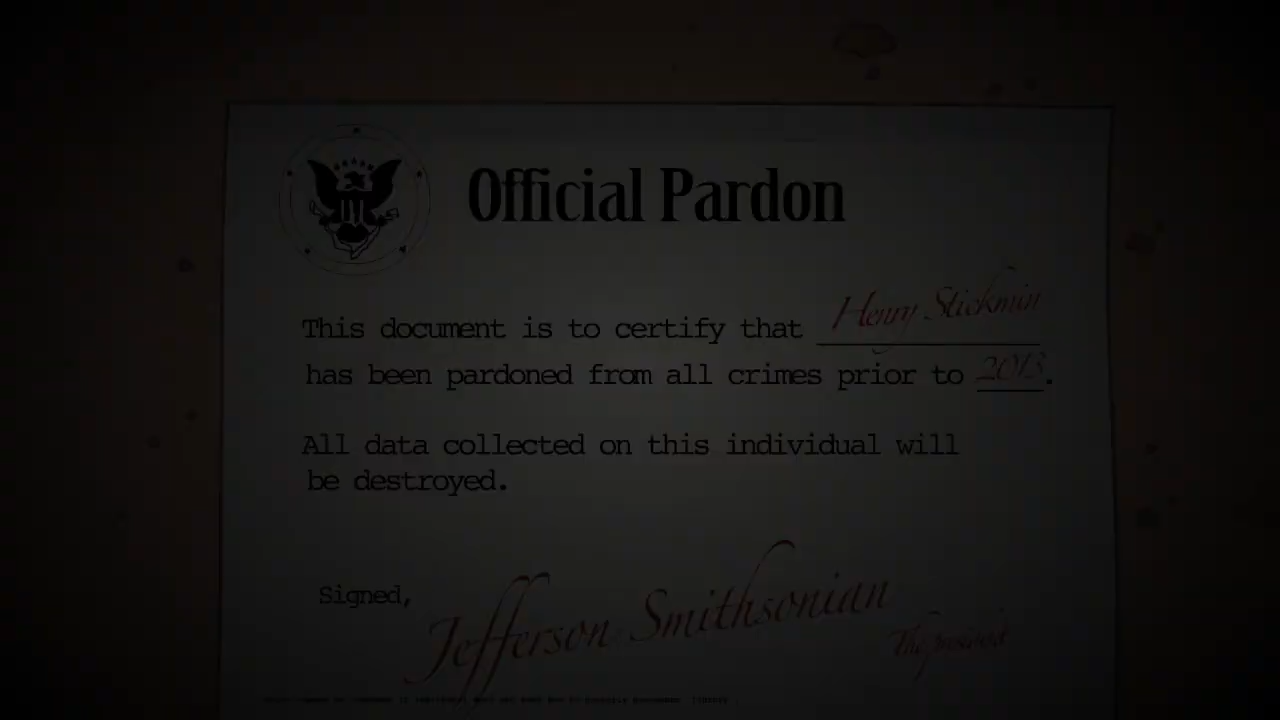 Official Pardon
This document is to certify that Henry Stickmin
has been pardoned from all crimes prior to 2013.
All data collected on this individual will
be destroyed.
Signed,
Jefferson Smithsonian
The president